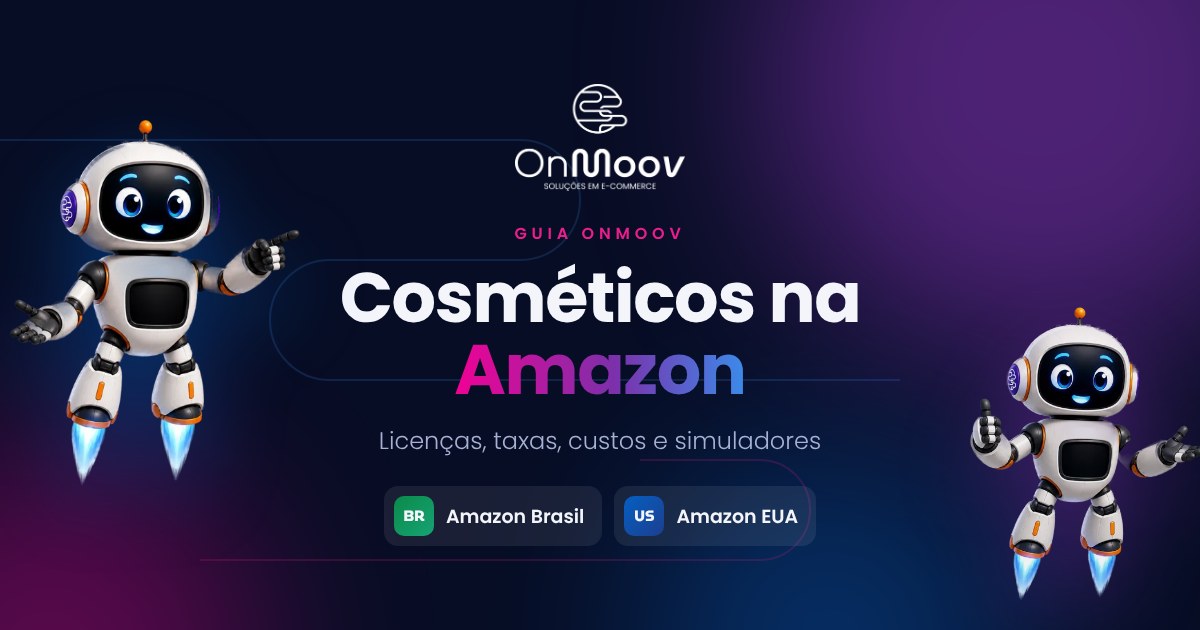 OnMoov
SOLUÇÕES EM E-COMMERCE
GUIA ONMOOV
Cosméticos na
Amazon
Licenças, taxas, custos e simuladores
BR Amazon Brasil
US Amazon EUA